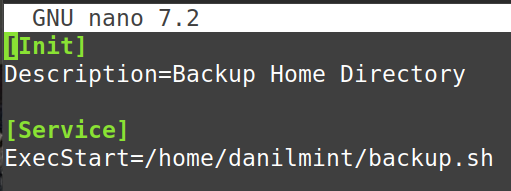 GNU nano 7.2
[Init]
Description=Backup Home Directory
[Service]
ExecStart=/home/danilmint/backup.sh